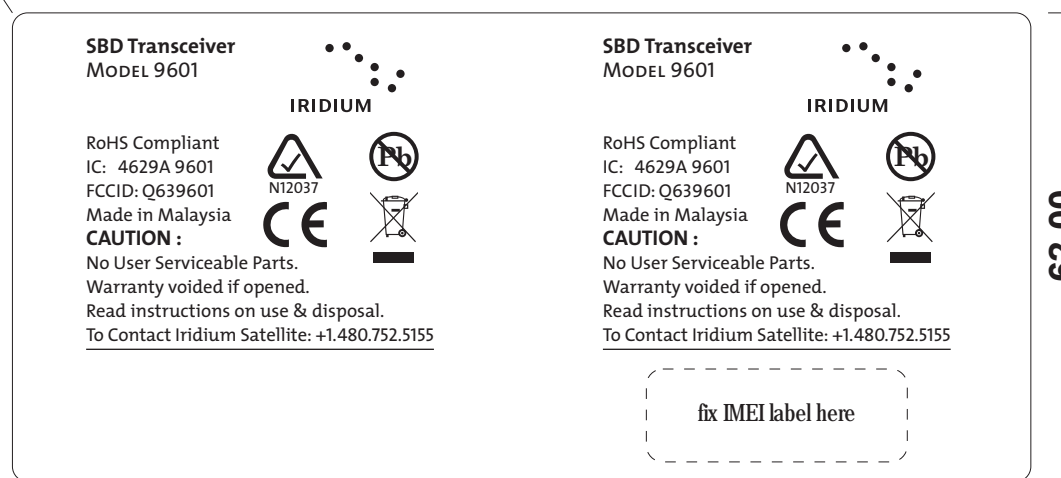 SBD Transceiver
MODEL 9601
IRIDIUM
RoHS Compliant
IC: 4629A 9601
FCCID: Q639601
Made in Malaysia
N12037
Pb
CE
CAUTION :
No User Serviceable Parts.
Warranty voided if opened.
Read instructions on use & disposal.
To Contact Iridium Satellite: +1.480.752.5155
SBD Transceiver
MODEL 9601
IRIDIUM
RoHS Compliant
IC: 4629A 9601
FCCID: Q639601
Made in Malaysia
N12037
Pb
CE
CAUTION :
No User Serviceable Parts.
Warranty voided if opened.
Read instructions on use & disposal.
To Contact Iridium Satellite: +1.480.752.5155
fix IMEI label here